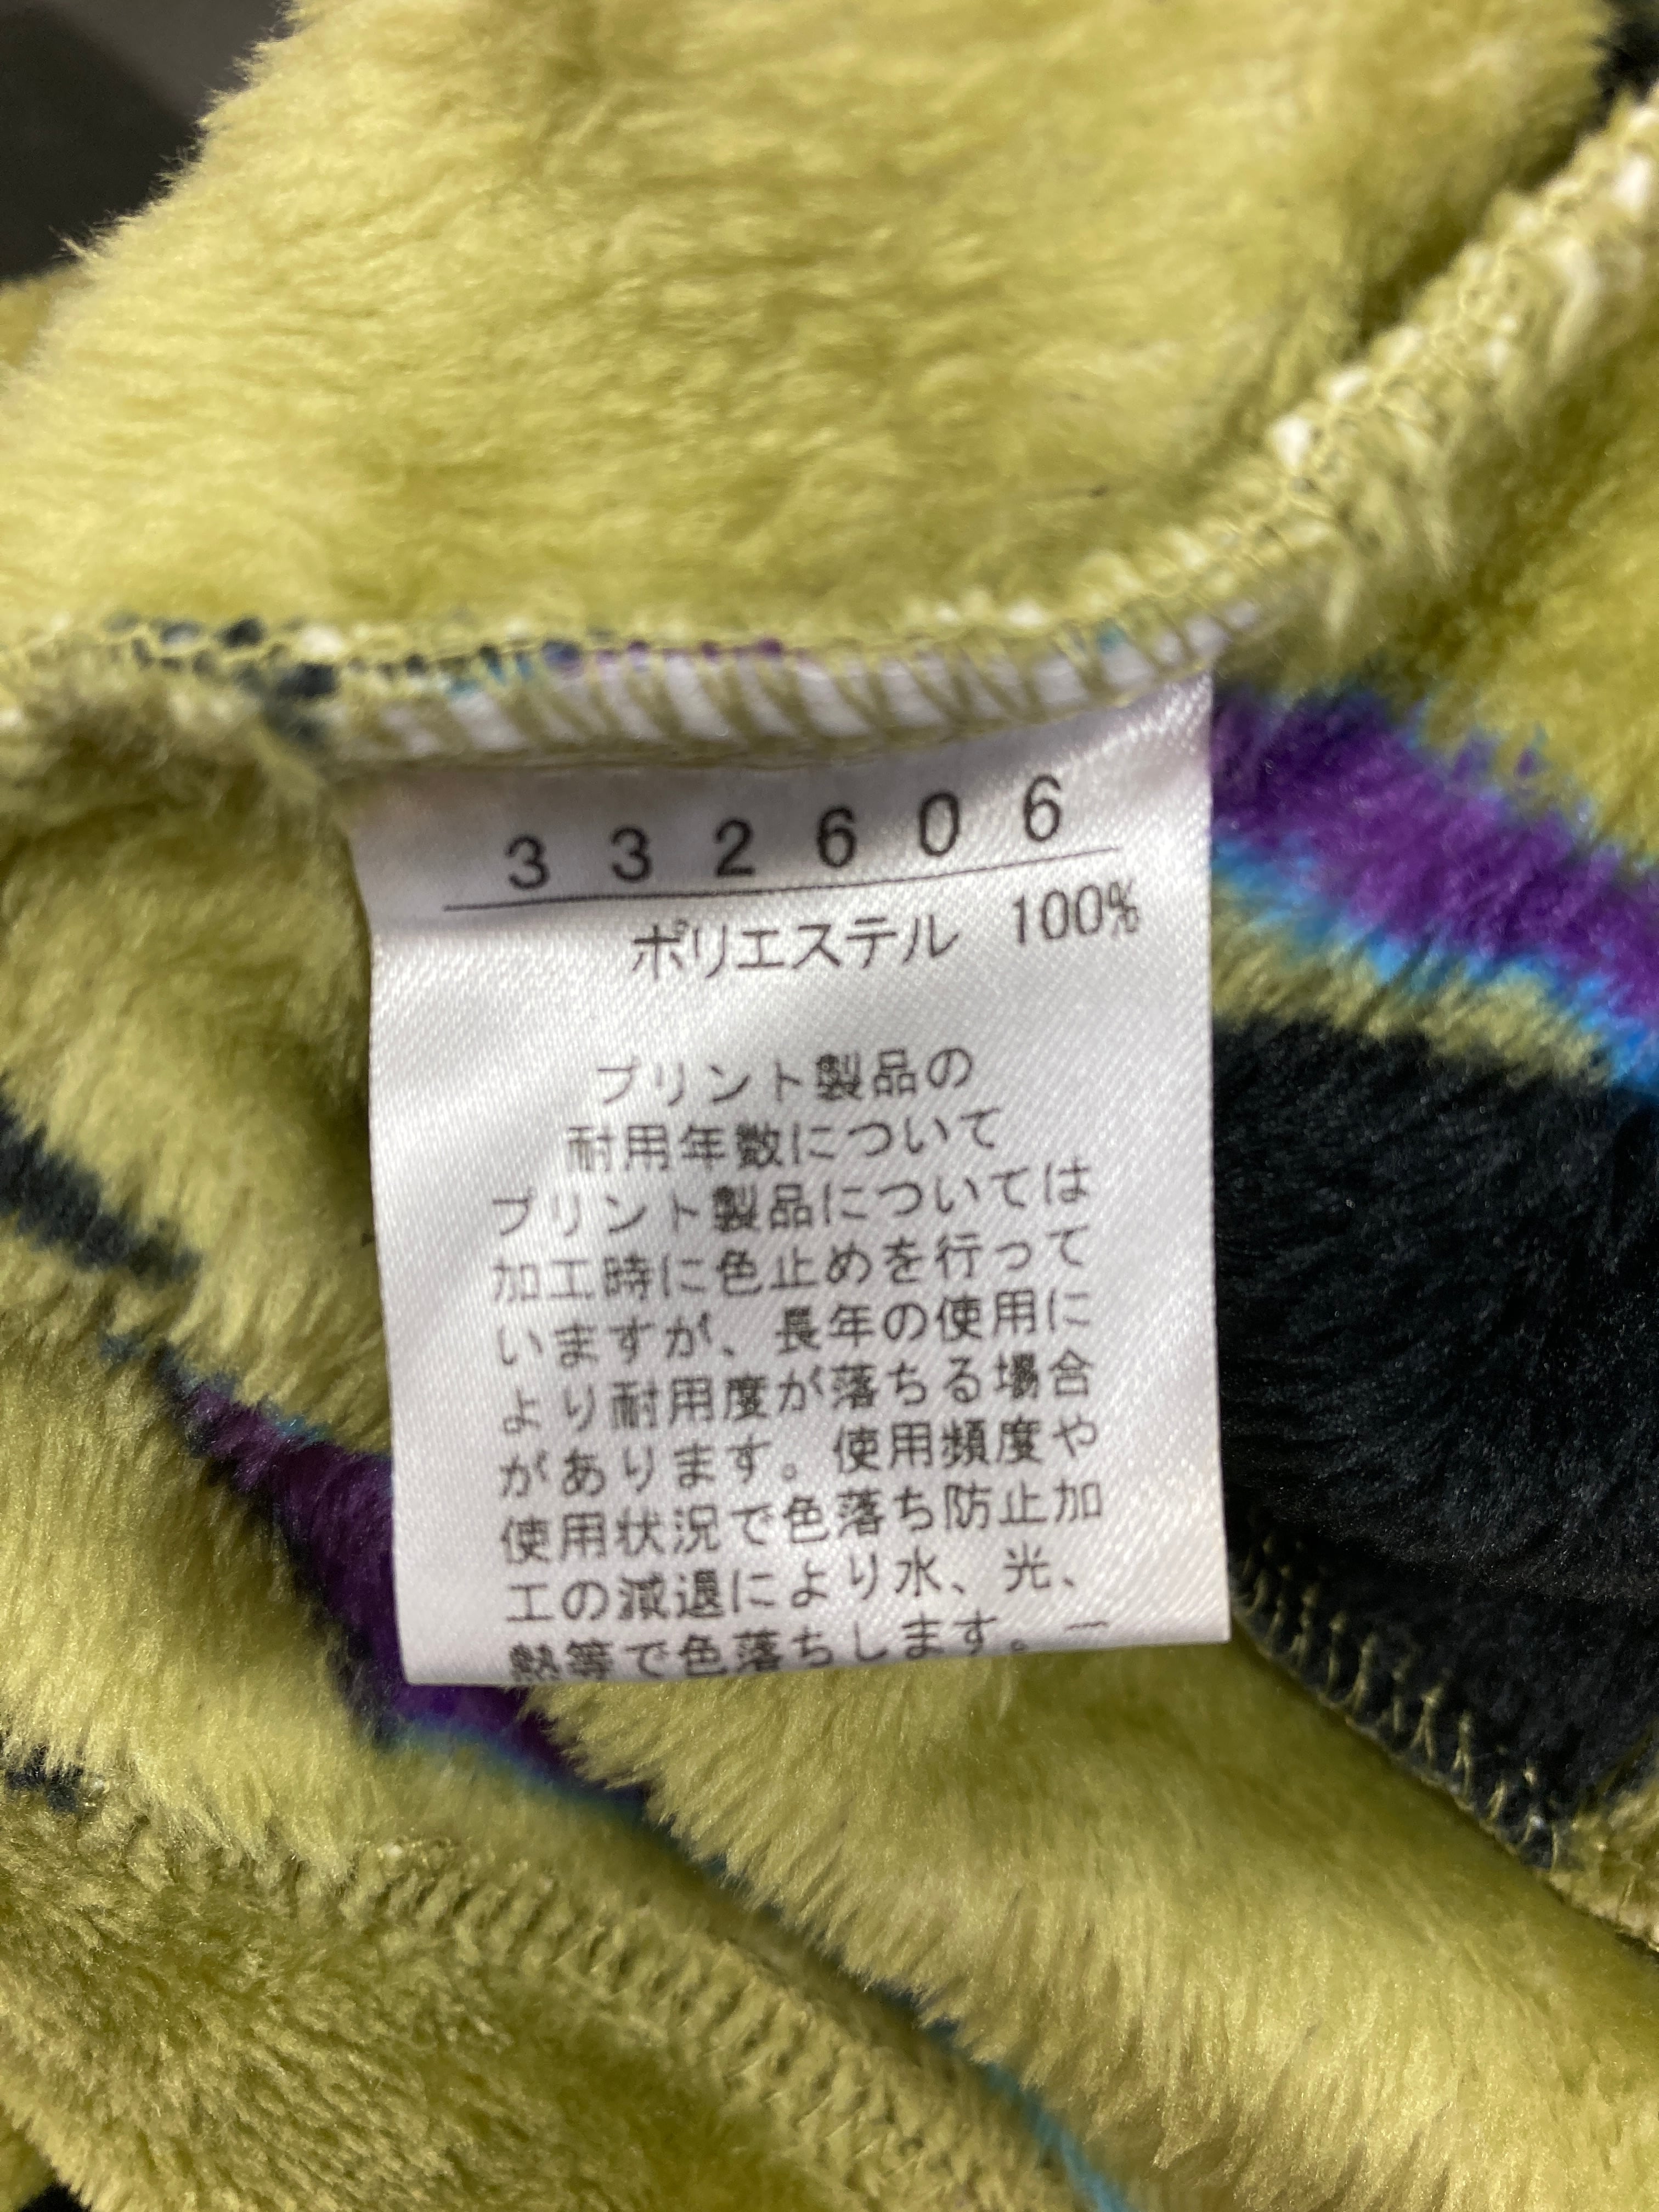 332606
ポリエステル 100%
プリント製品の
耐用年数について
プリント製品については
加工時に色止めを行って
いますが、長年の使用に
より耐用度が落ちる場合
があります。使用頻度や
使用状況で色落ち防止加
工の減退により水、光、
熱等で色落ちします。一